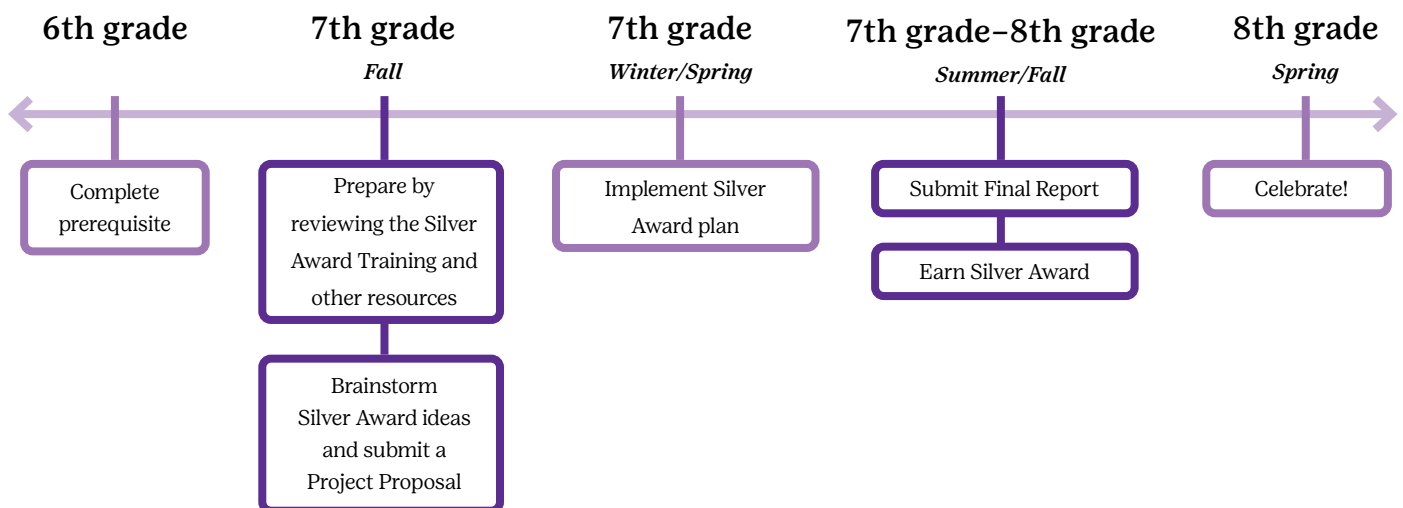 6th grade
Complete
prerequisite
7th grade
Fall
Prepare by
reviewing the Silver
Award Training and
other resources
Brainstorm
Silver Award ideas
and submit a
Project Proposal
7th grade
Winter/Spring
Implement Silver
Award plan
7th grade–8th grade
Summer/Fall
Submit Final Report
Earn Silver Award
8th grade
Spring
Celebrate!